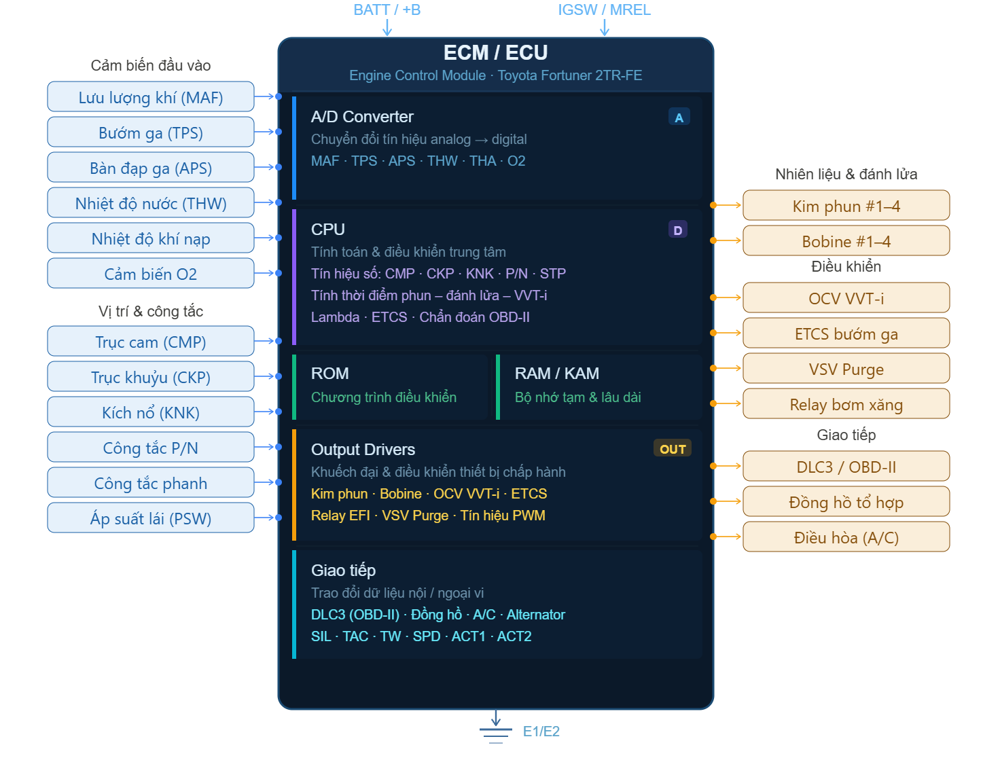 BATT / +B
IGSW / MREL
ECM / ECU
Engine Control Module · Toyota Fortuner 2TR-FE
Cảm biến đầu vào
Lưu lượng khí (MAF)
Bướm ga (TPS)
Bàn đạp ga (APS)
Nhiệt độ nước (THW)
Nhiệt độ khí nạp
Cảm biến O2
Vị trí & công tắc
Trục cam (CMP)
Trục khuỷu (CKP)
Kích nổ (KNK)
Công tắc P/N
Công tắc phanh
Áp suất lái (PSW)
A/D Converter
A
Chuyển đổi tín hiệu analog → digital
MAF · TPS · APS · THW · THA · O2
CPU
D
Tính toán & điều khiển trung tâm
Tín hiệu số: CMP · CKP · KNK · P/N · STP
Tính thời điểm phun – đánh lửa – VVT-i
Lambda · ETCS · Chẩn đoán OBD-II
ROM
Chương trình điều khiển
RAM / KAM
Bộ nhớ tạm & lâu dài
Output Drivers
OUT
Khuếch đại & điều khiển thiết bị chấp hành
Kim phun · Bobine · OCV VVT-i · ETCS
Relay EFI · VSV Purge · Tín hiệu PWM
Giao tiếp
Trao đổi dữ liệu nội / ngoại vi
DLC3 (OBD-II) · Đồng hồ · A/C · Alternator
SIL · TAC · TW · SPD · ACT1 · ACT2
Nhiên liệu & đánh lửa
Kim phun #1–4
Bobine #1–4
Điều khiển
OCV VVT-i
ETCS bướm ga
VSV Purge
Relay bơm xăng
Giao tiếp
DLC3 / OBD-II
Đồng hồ tổ hợp
Điều hòa (A/C)
E1/E2